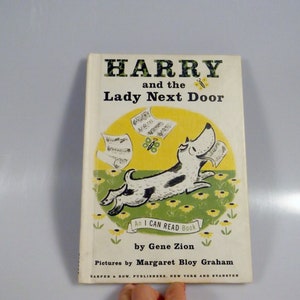 HARRY
and the
Lady Next Door
An I CAN READ Book
by Gene Zion
Pictures by Margaret Bloy Graham
HARPER & ROW, PUBLISHERS, NEW YORK AND EVANSTON